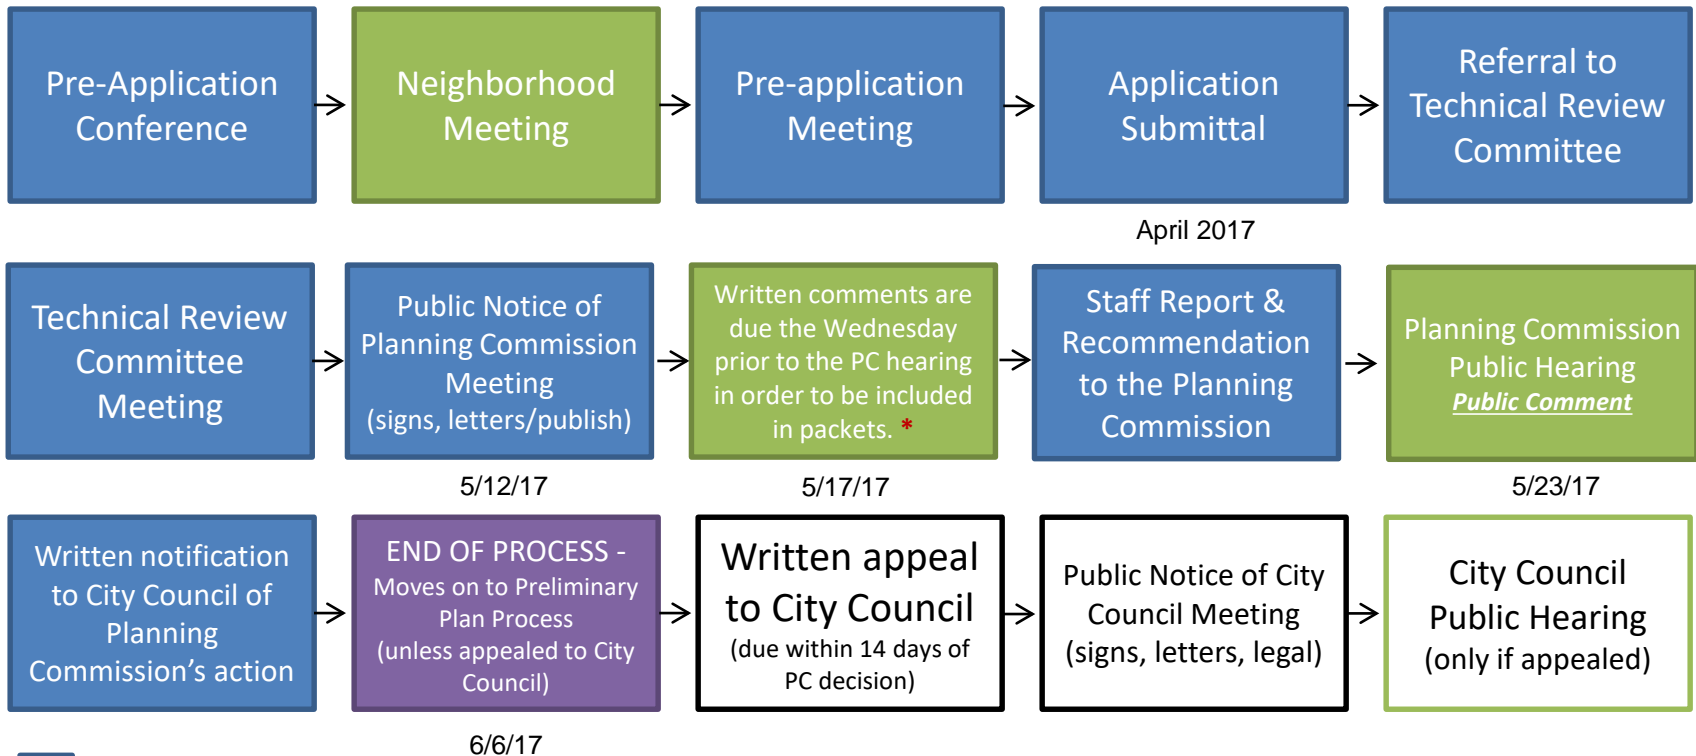 Pre-Application
Conference
Neighborhood
Meeting
Pre-application
Meeting
Application
Submittal
Referral to
Technical Review
Committee
April 2017
Technical Review
Committee
Meeting
Public Notice of
Planning Commission
Meeting
(signs, letters/publish)
Written comments are
due the Wednesday
prior to the PC hearing
in order to be included
in packets. *
Staff Report &
Recommendation
to the Planning
Commission
Planning Commission
Public Hearing
Public Comment
5/12/17
5/17/17
5/23/17
Written notification
to City Council of
Planning
Commission’s action
END OF PROCESS -
Moves on to Preliminary
Plan Process
(unless appealed to City
Council)
Written appeal
to City Council
(due within 14 days of
PC decision)
Public Notice of City
Council Meeting
(signs, letters, legal)
City Council
Public Hearing
(only if appealed)
6/6/17